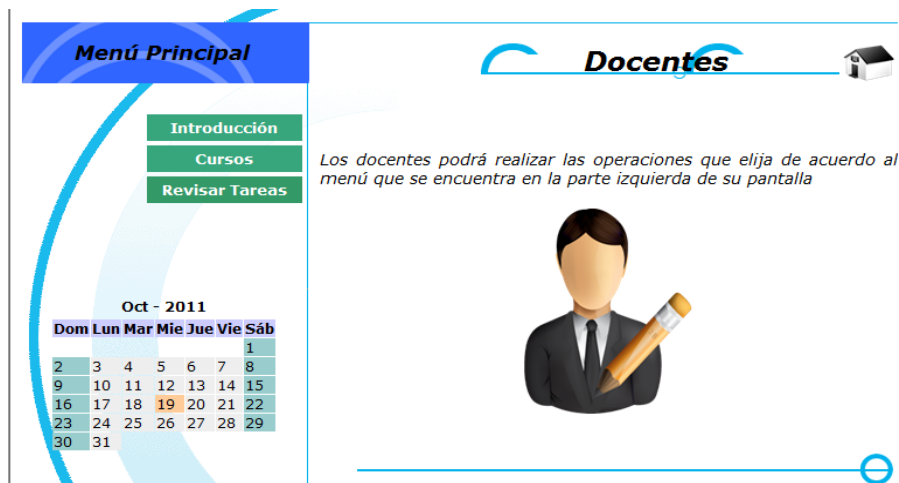 Menú Principal
Docentes
Introducción
Cursos
Revisar Tareas
Los docentes podrá realizar las operaciones que elija de acuerdo al
menú que se encuentra en la parte izquierda de su pantalla
Oct - 2011
Dom Lun Mar Mie Jue Vie Sáb
1
2 3 4 5 6 7 8
9 10 11 12 13 14 15
16 17 18 19 20 21 22
23 24 25 26 27 28 29
30 31